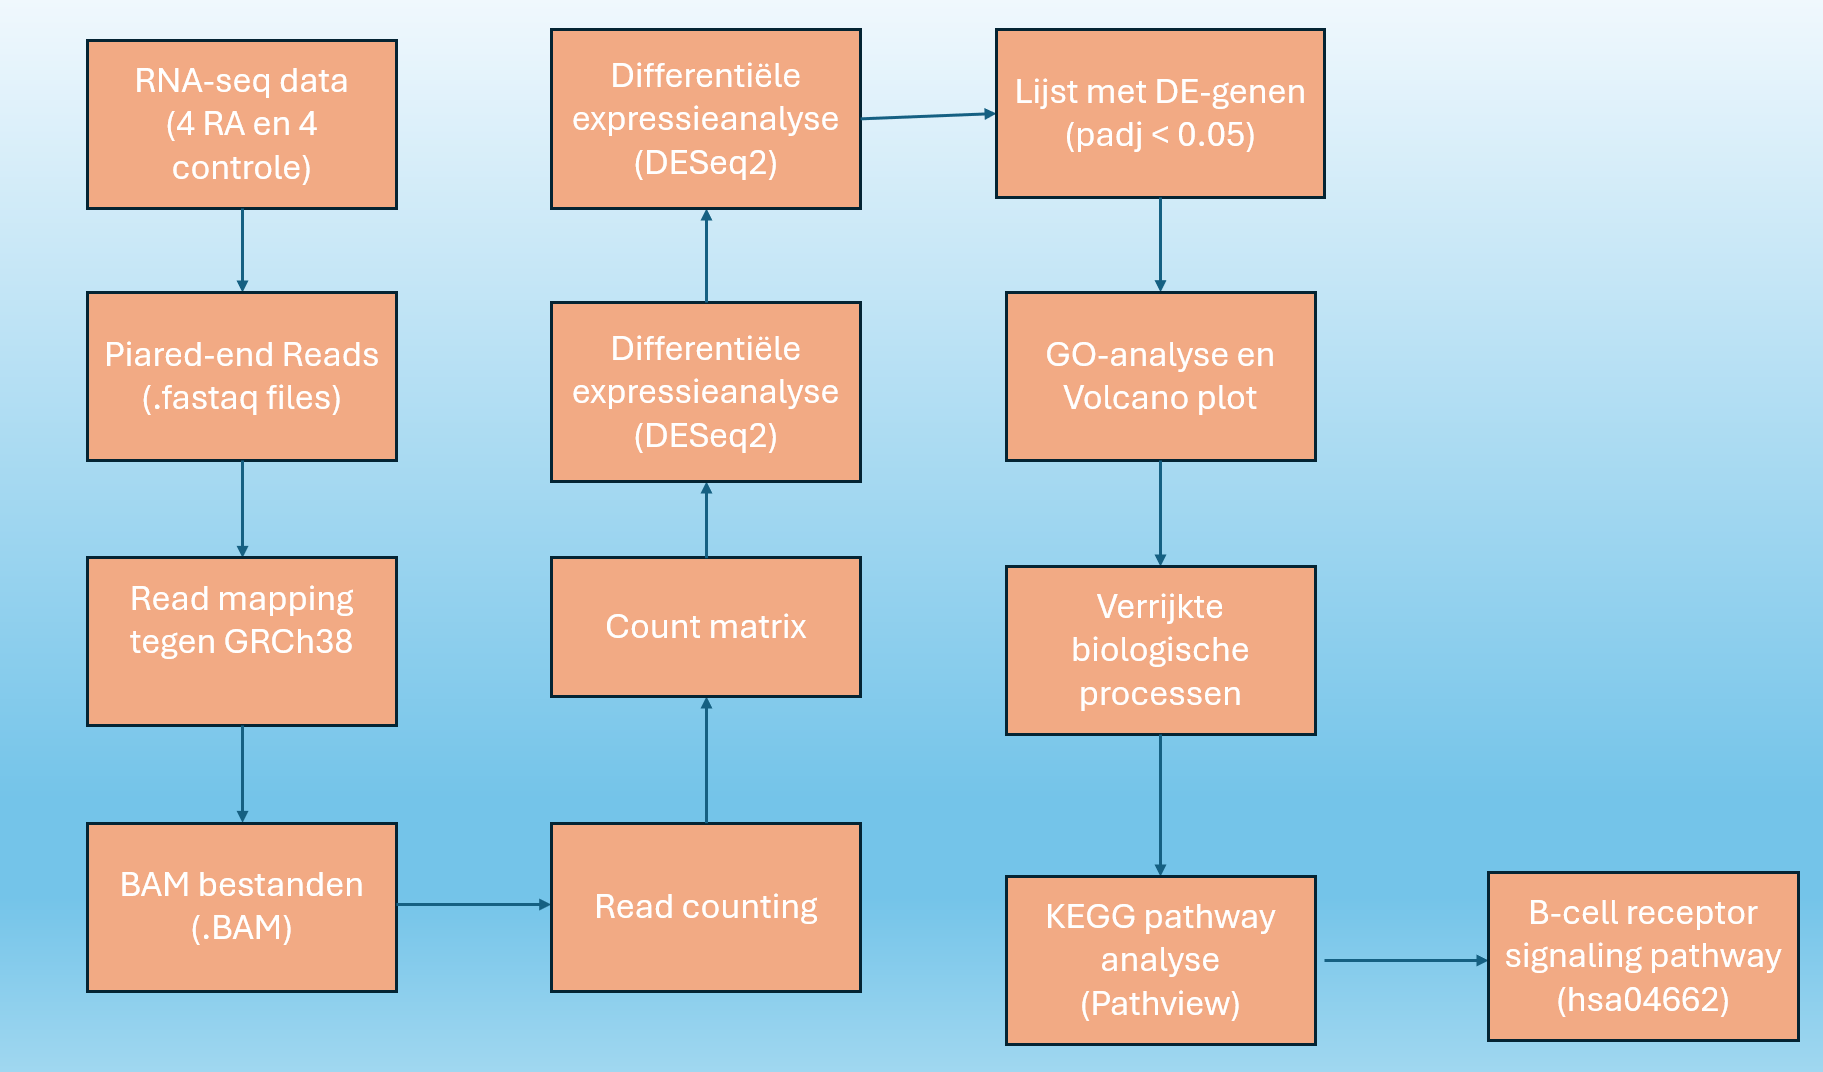 RNA-seq data
(4 RA en 4
controle)
Piared-end Reads
(.fastaq files)
Read mapping
tegen GRCh38
BAM bestanden
(.BAM)
Read counting
Count matrix
Differentiële
expressieanalyse
(DESeq2)
Differentiële
expressieanalyse
(DESeq2)
Lijst met DE-genen
(padj < 0.05)
GO-analyse en
Volcano plot
Verrijkte
biologische
processen
KEGG pathway
analyse
(Pathview)
B-cell receptor
signaling pathway
(hsa04662)